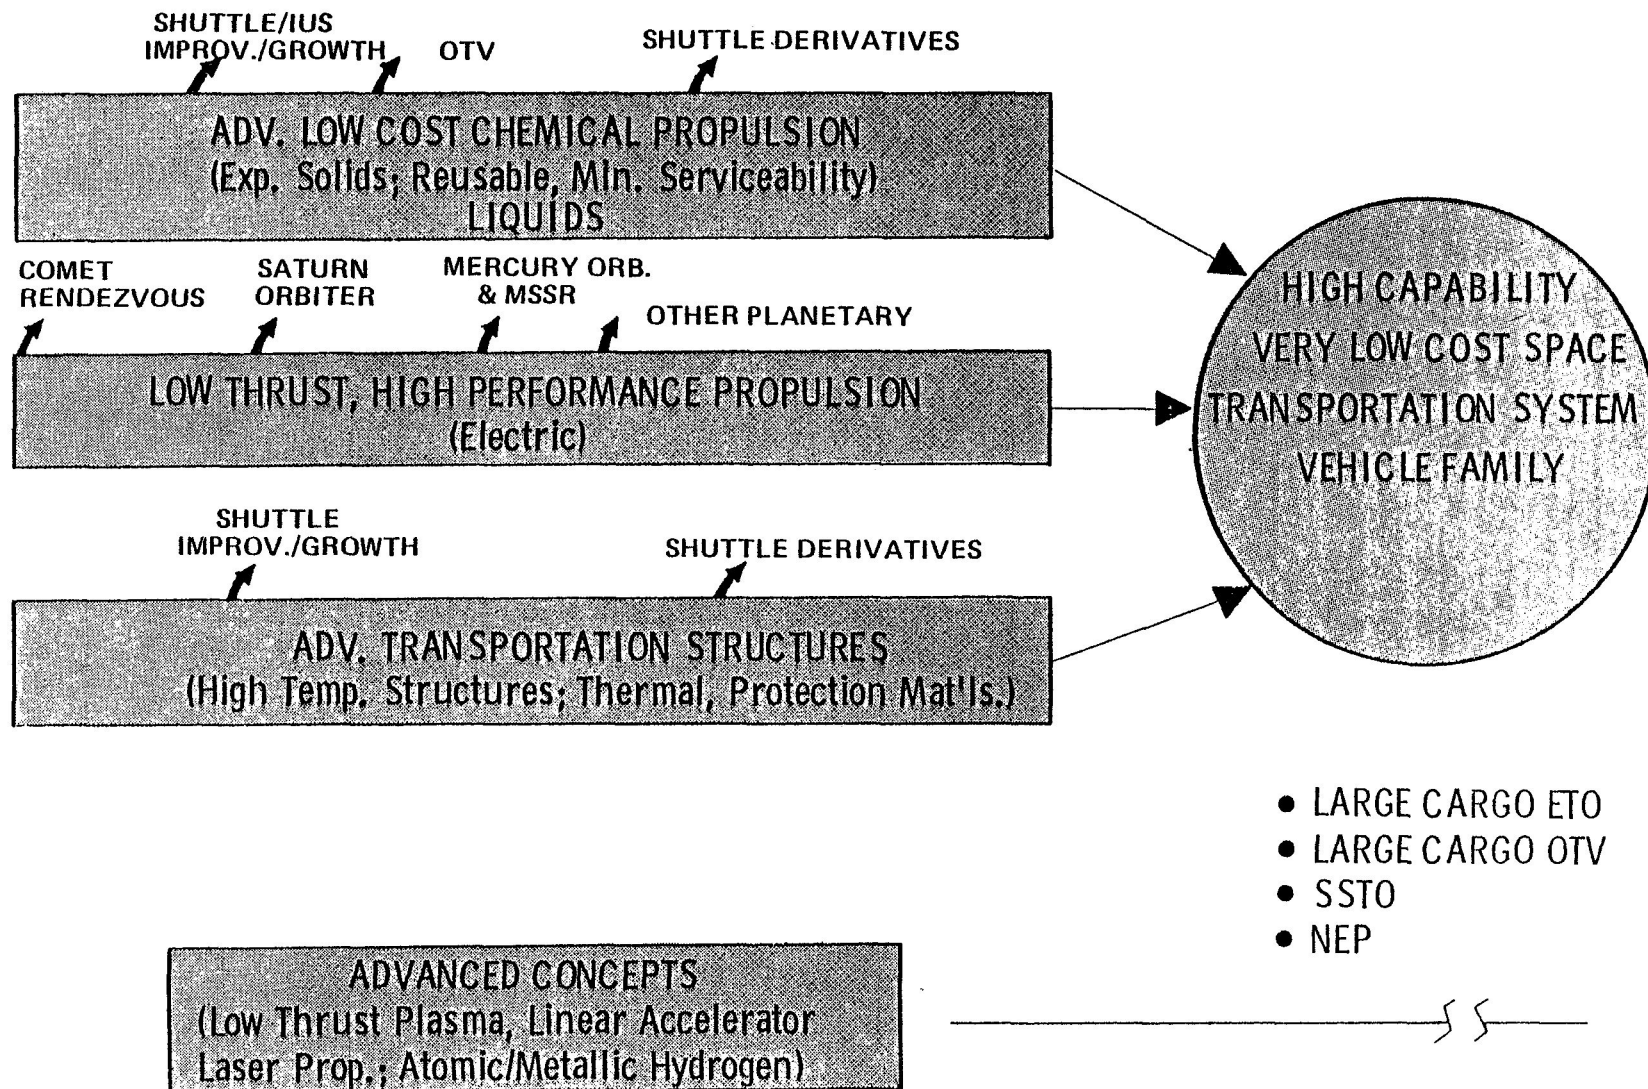 SHUTTLE/IUS
IMPROV./GROWTH
OTV
SHUTTLE DERIVATIVES
ADV. LOW COST CHEMICAL PROPULSION
(Exp. Solids; Reusable, Min. Serviceability)
LIQUIDS
COMET
RENDEZVOUS
SATURN
ORBITER
MERCURY ORB.
& MSSR
OTHER PLANETARY
LOW THRUST, HIGH PERFORMANCE PROPULSION
(Electric)
SHUTTLE
IMPROV./GROWTH
SHUTTLE DERIVATIVES
ADV. TRANSPORTATION STRUCTURES
(High Temp. Structures; Thermal, Protection Mat'ls.)
HIGH CAPABILITY
VERY LOW COST SPACE
TRANSPORTATION SYSTEM
VEHICLE FAMILY
• LARGE CARGO ETO
• LARGE CARGO OTV
• SSTO
• NEP
ADVANCED CONCEPTS
(Low Thrust Plasma, Linear Accelerator
Laser Prop.; Atomic/Metallic Hydrogen)